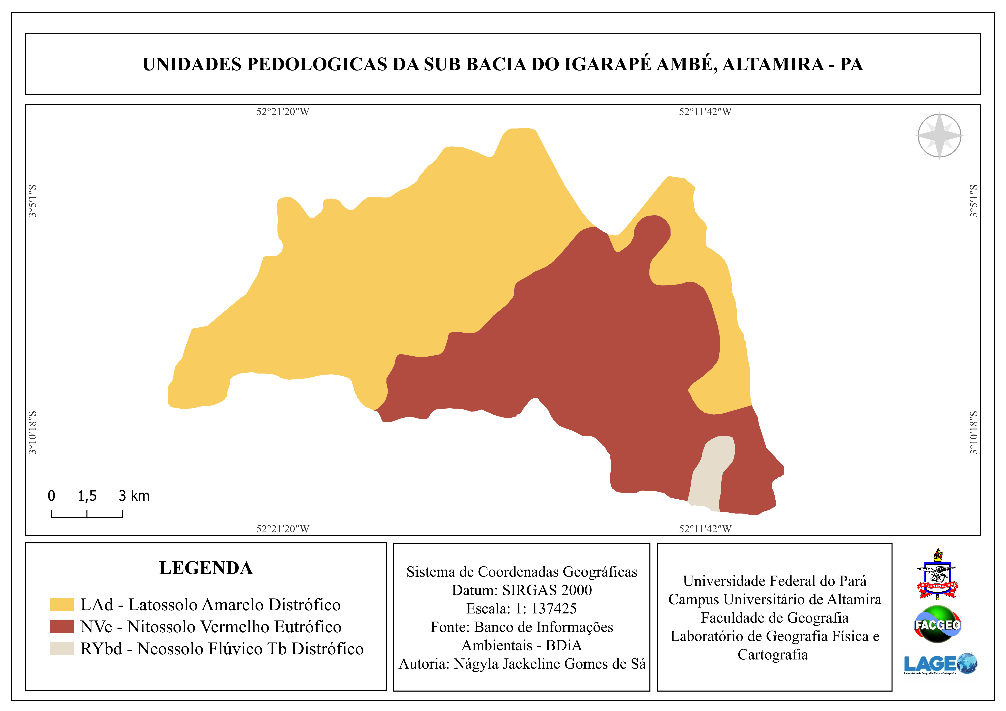 UNIDADES PEDOLOGICAS DA SUB BACIA DO IGARAPÉ AMBÉ, ALTAMIRA - PA
52°21'20"W
52°11'42"W
3°5'1"S
3°5'1"S
3°10'18"S
3°10'18"S
0 1,5 3 km
52°21'20"W
52°11'42"W
LEGENDA
LAd - Latossolo Amarelo Distrófico
NVe - Nitossolo Vermelho Eutrófico
RYbd - Neossolo Flúvico Tb Distrófico
Sistema de Coordenadas Geográficas
Datum: SIRGAS 2000
Escala: 1: 137425
Fonte: Banco de Informações
Ambientais - BDiA
Autoria: Nágyla Jackeline Gomes de Sá
Universidade Federal do Pará
Campus Universitário de Altamira
Faculdade de Geografia
Laboratório de Geografia Física e
Cartografia
FACGEO
LAGE